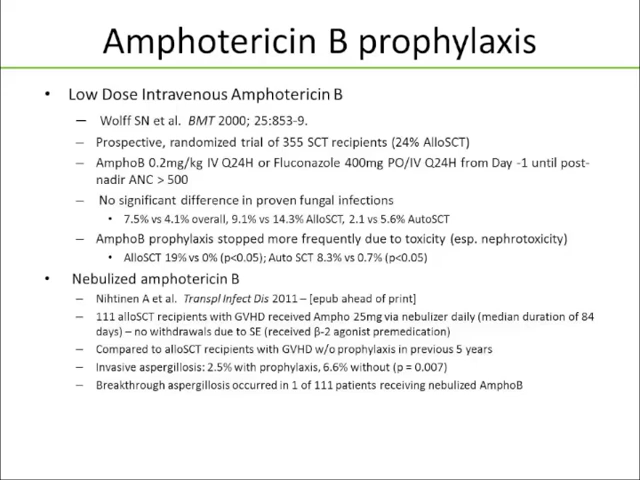 Amphotericin B prophylaxis
• Low Dose Intravenous Amphotericin B
– Wolff SN et al. BMT 2000; 25:853-9.
– Prospective, randomized trial of 355 SCT recipients (24% AlloSCT)
– AmphoB 0.2mg/kg IV Q24H or Fluconazole 400mg PO/IV Q24H from Day -1 until post-
nadir ANC > 500
– No significant difference in proven fungal infections
• 7.5% vs 4.1% overall, 9.1% vs 14.3% AlloSCT, 2.1 vs 5.6% AutoSCT
– AmphoB prophylaxis stopped more frequently due to toxicity (esp. nephrotoxicity)
• AlloSCT 19% vs 0% (p<0.05); Auto SCT 8.3% vs 0.7% (p<0.05)
• Nebulized amphotericin B
– Nihtinen A et al. Transpl Infect Dis 2011 – [epub ahead of print]
– 111 alloSCT recipients with GVHD received Ampho 25mg via nebulizer daily (median duration of 84
days) – no withdrawals due to SE (received β-2 agonist premedication)
– Compared to alloSCT recipients with GVHD w/o prophylaxis in previous 5 years
– Invasive aspergillosis: 2.5% with prophylaxis, 6.6% without (p = 0.007)
– Breakthrough aspergillosis occurred in 1 of 111 patients receiving nebulized AmphoB